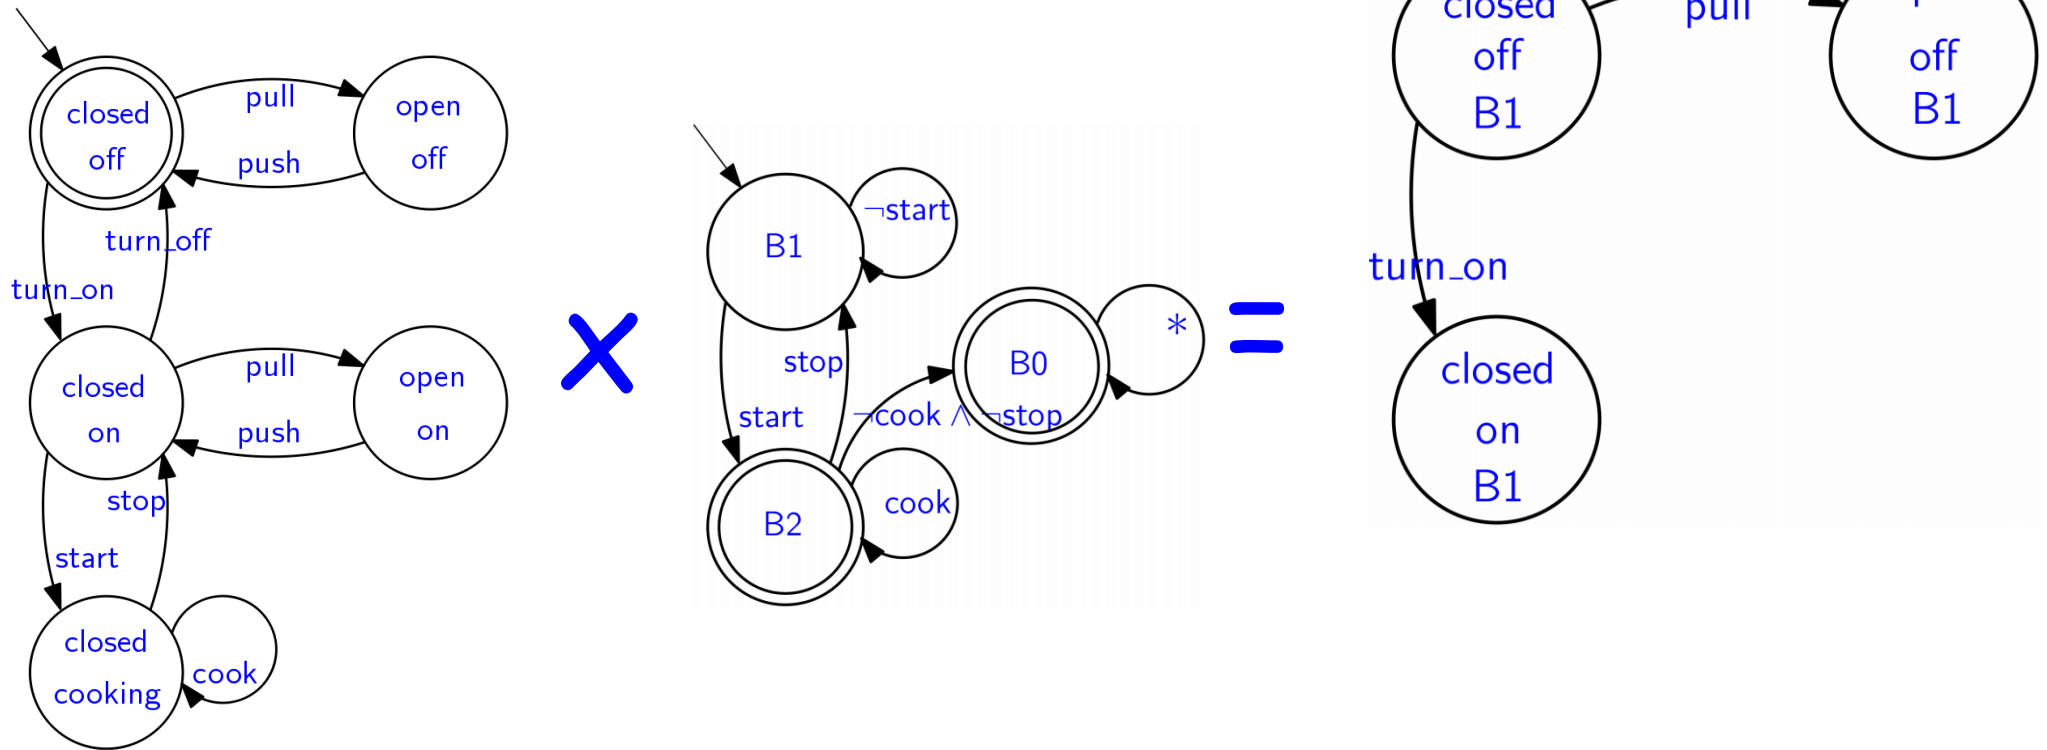 closed
off
pull
push
open
off
turn_off
turn_on
closed
on
pull
push
open
on
stop
start
closed
cooking
cook
×
B1
¬start
stop
start
¬cook ∧ ¬stop
B0
*
B2
cook
=
closed
off
B1
pull
off
B1
turn_on
closed
on
B1